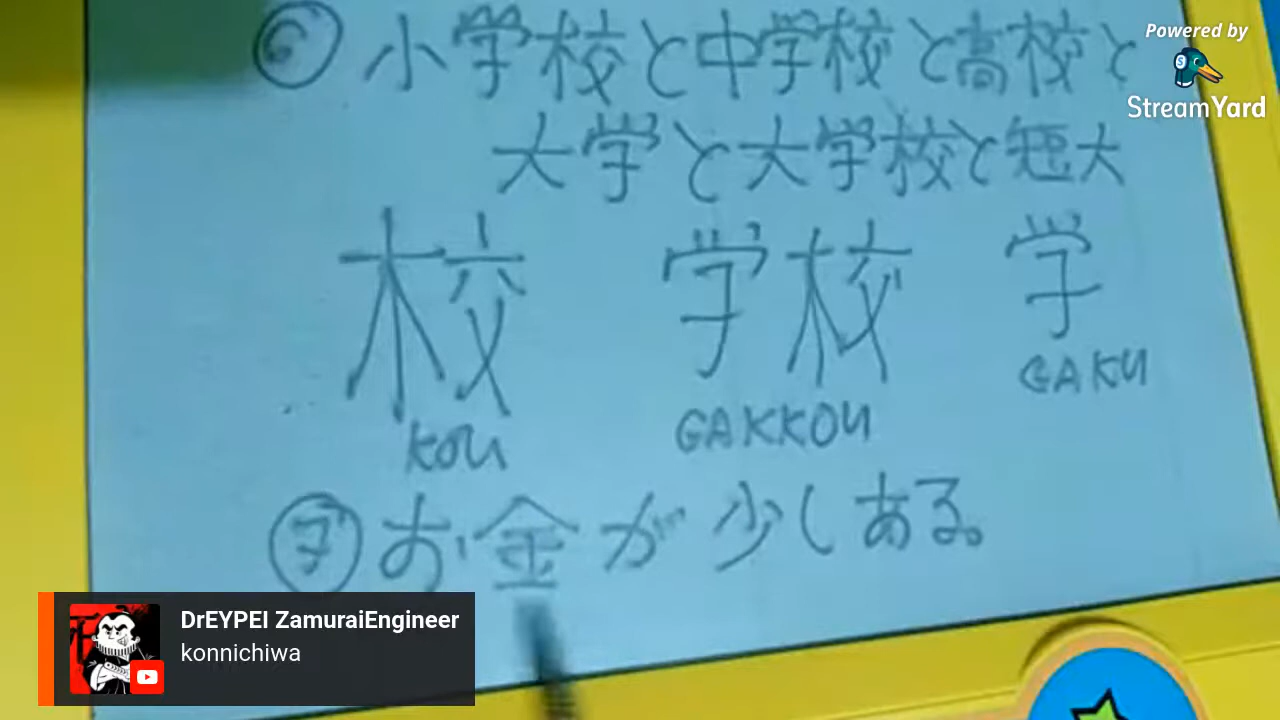 Powered by
StreamYard
⑥ 小学校と中学校と高校と
大学と大学校と短大
校 学校 学
KOU GAKKOU GAKU
⑦ お金が少しある。
DrEYPEI ZamuraiEngineer
konnichiwa